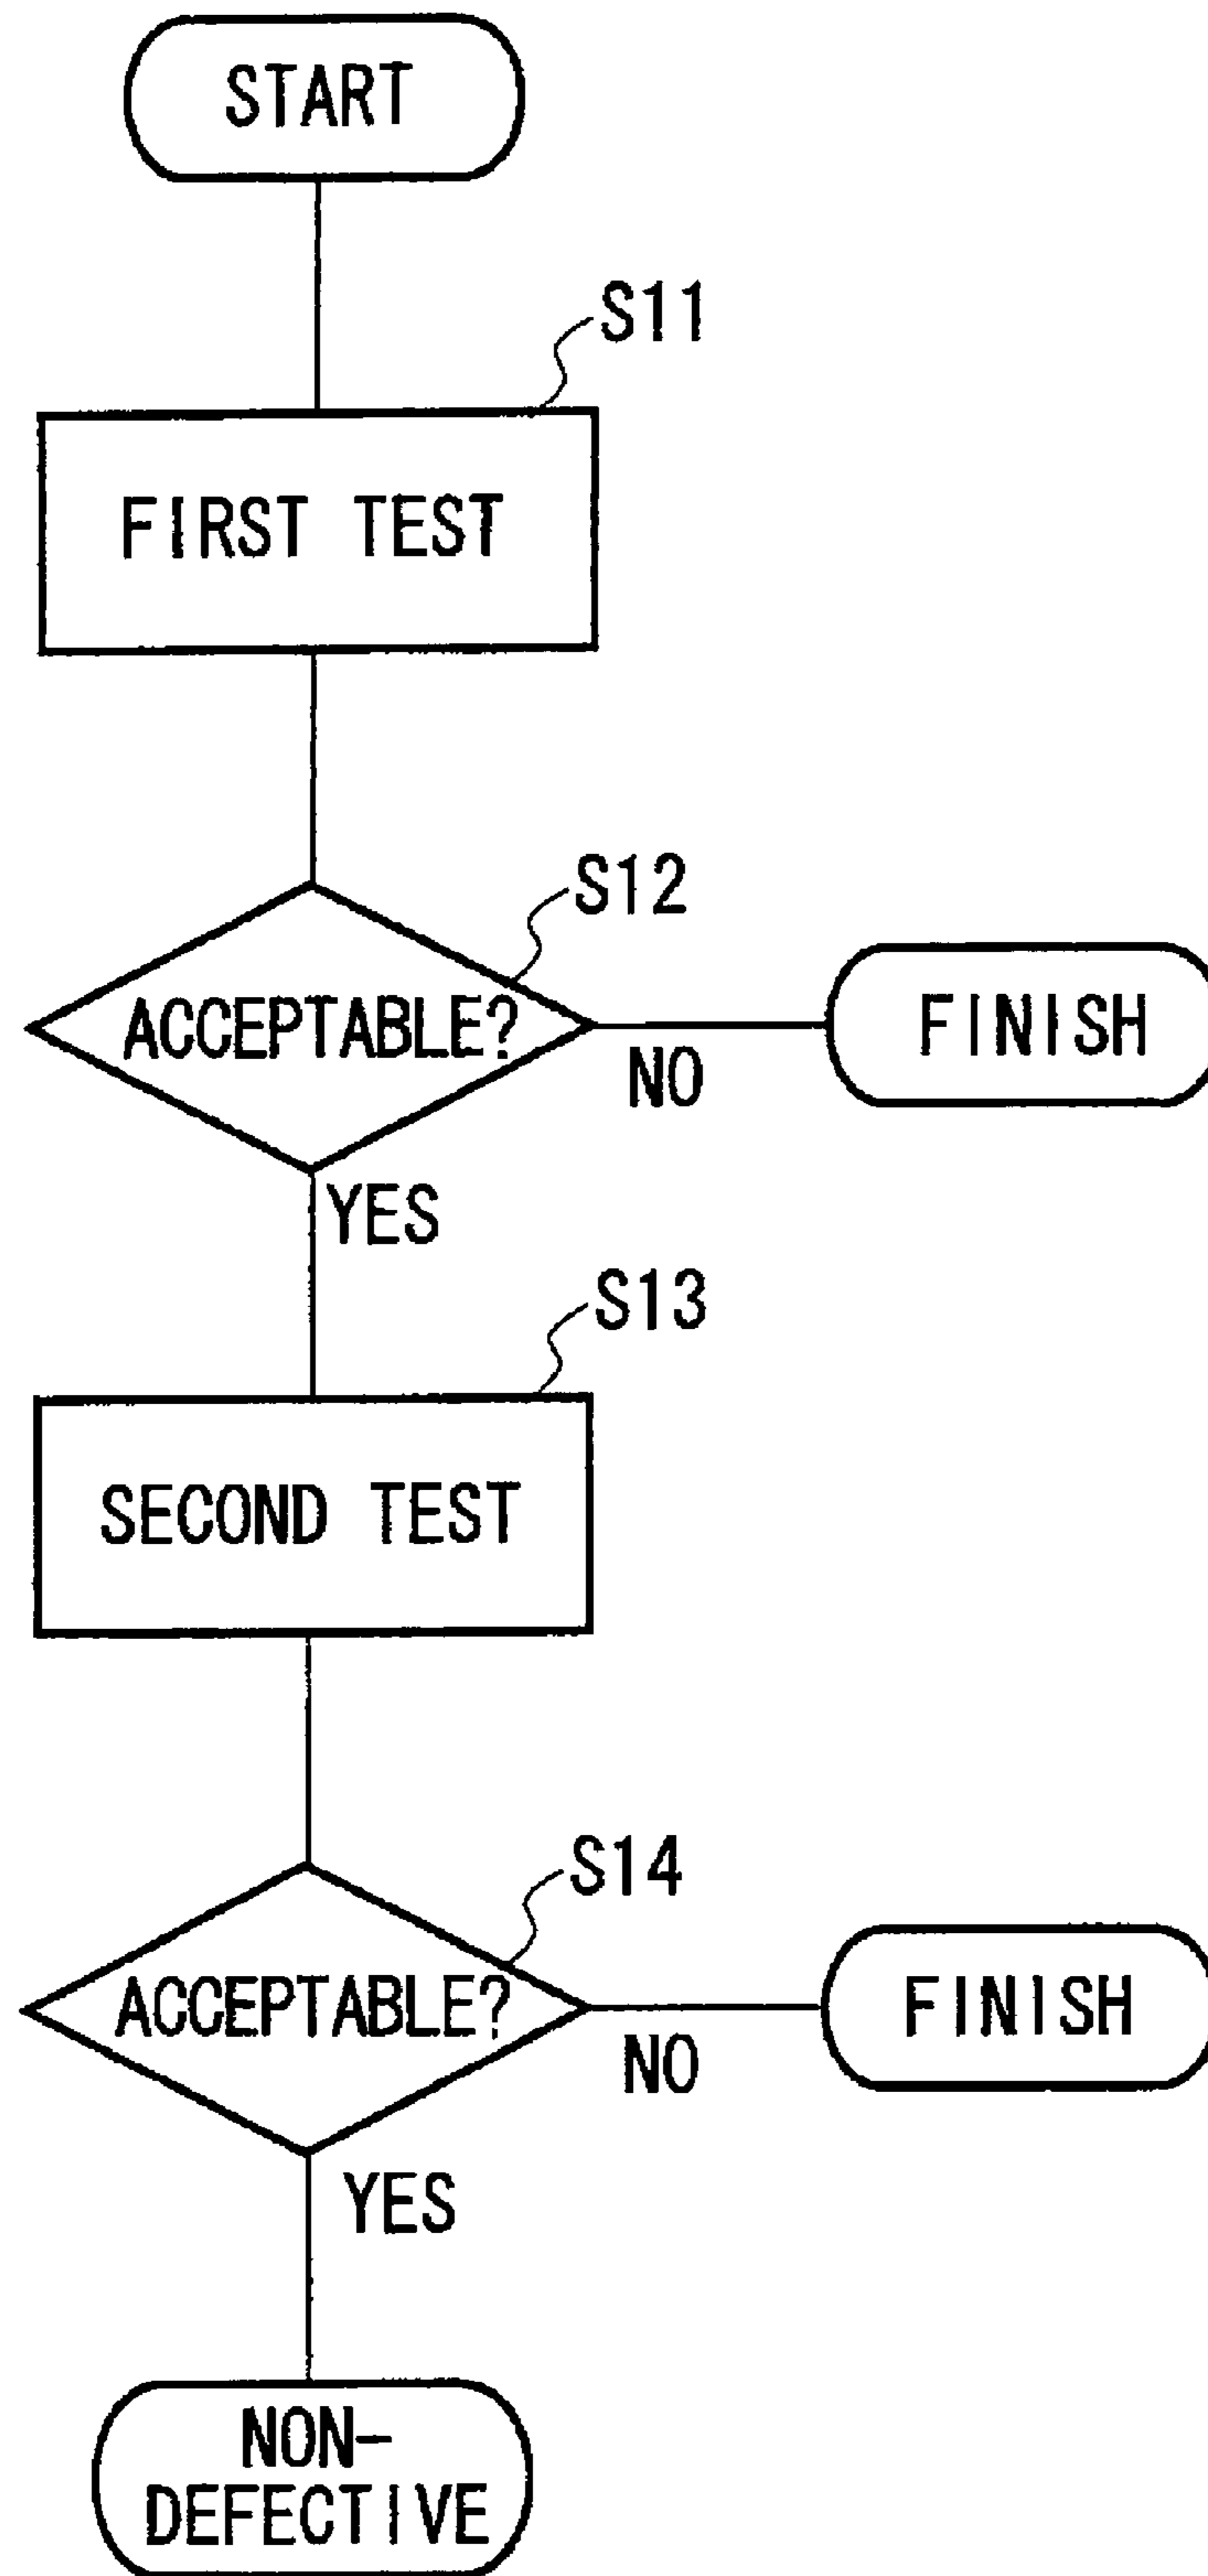 START
S11
FIRST TEST
S12
ACCEPTABLE?
FINISH
NO
YES
S13
SECOND TEST
S14
ACCEPTABLE?
FINISH
NO
YES
NON-
DEFECTIVE